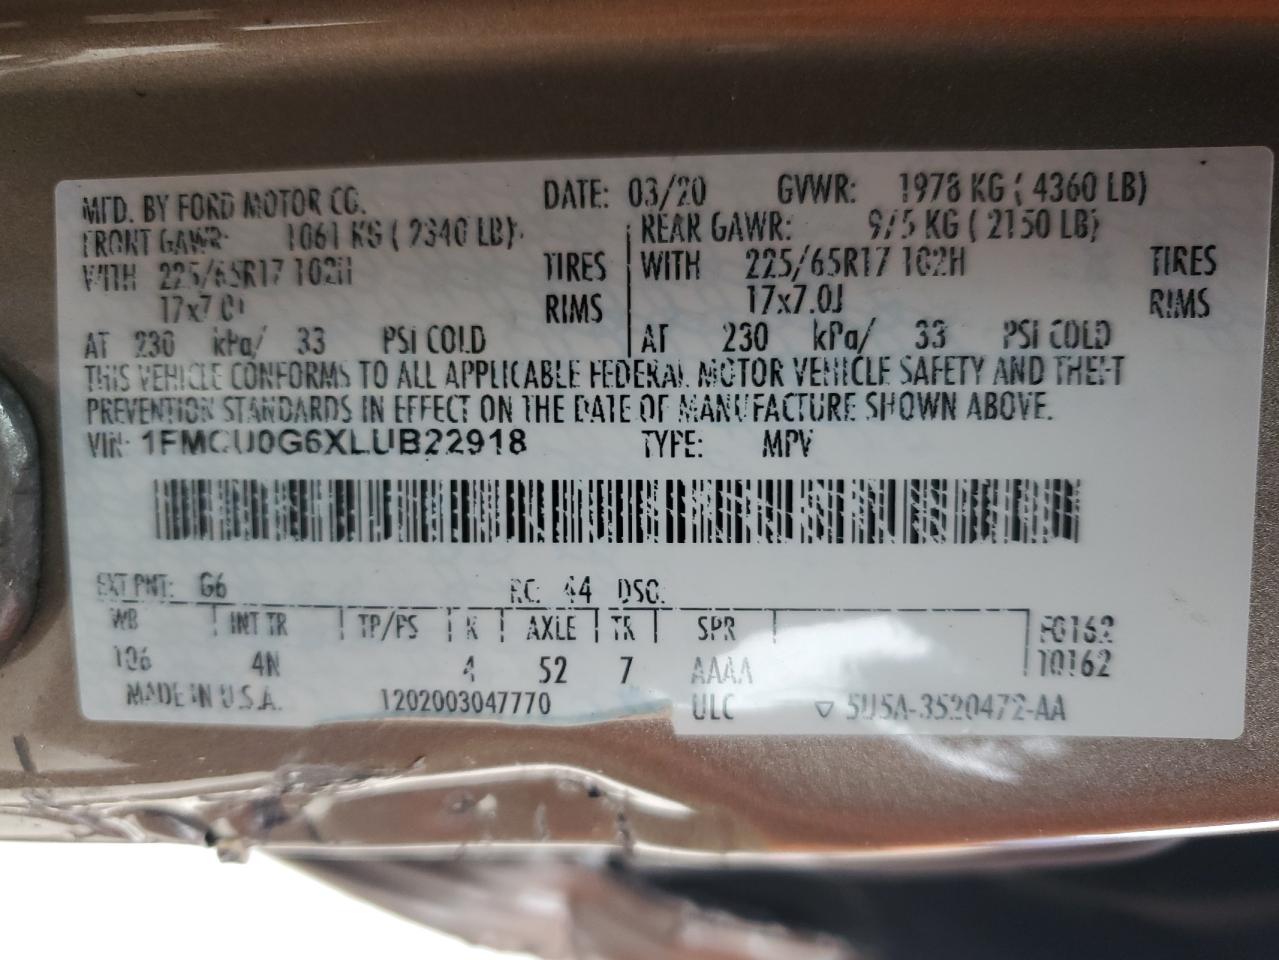 MFD. BY FORD MOTOR CO. DATE: 03/20 GVWR: 1978 KG ( 4360 LB)
FRONT GAWR: 1061 KG ( 2340 LB) REAR GAWR: 975 KG ( 2150 LB)
WITH 225/65R17 102H TIRES WITH 225/65R17 102H TIRES
17x7.0J RIMS 17x7.0J RIMS
AT 230 kPa/ 33 PSI COLD AT 230 kPa/ 33 PSI COLD
THIS VEHICLE CONFORMS TO ALL APPLICABLE FEDERAL MOTOR VEHICLE SAFETY AND THEFT
PREVENTION STANDARDS IN EFFECT ON THE DATE OF MANUFACTURE SHOWN ABOVE.
VIN: 1FMCU0G6XLUB22918 TYPE: MPV
EXT PNT: G6 RC: 44 DSO:
WB INT TR TP/PS R AXLE TR SPR F0162
106 4N 4 52 7 AAAA 10162
MADE IN U.S.A. 1202003047770 ULC ▽ 5U5A-3520472-AA